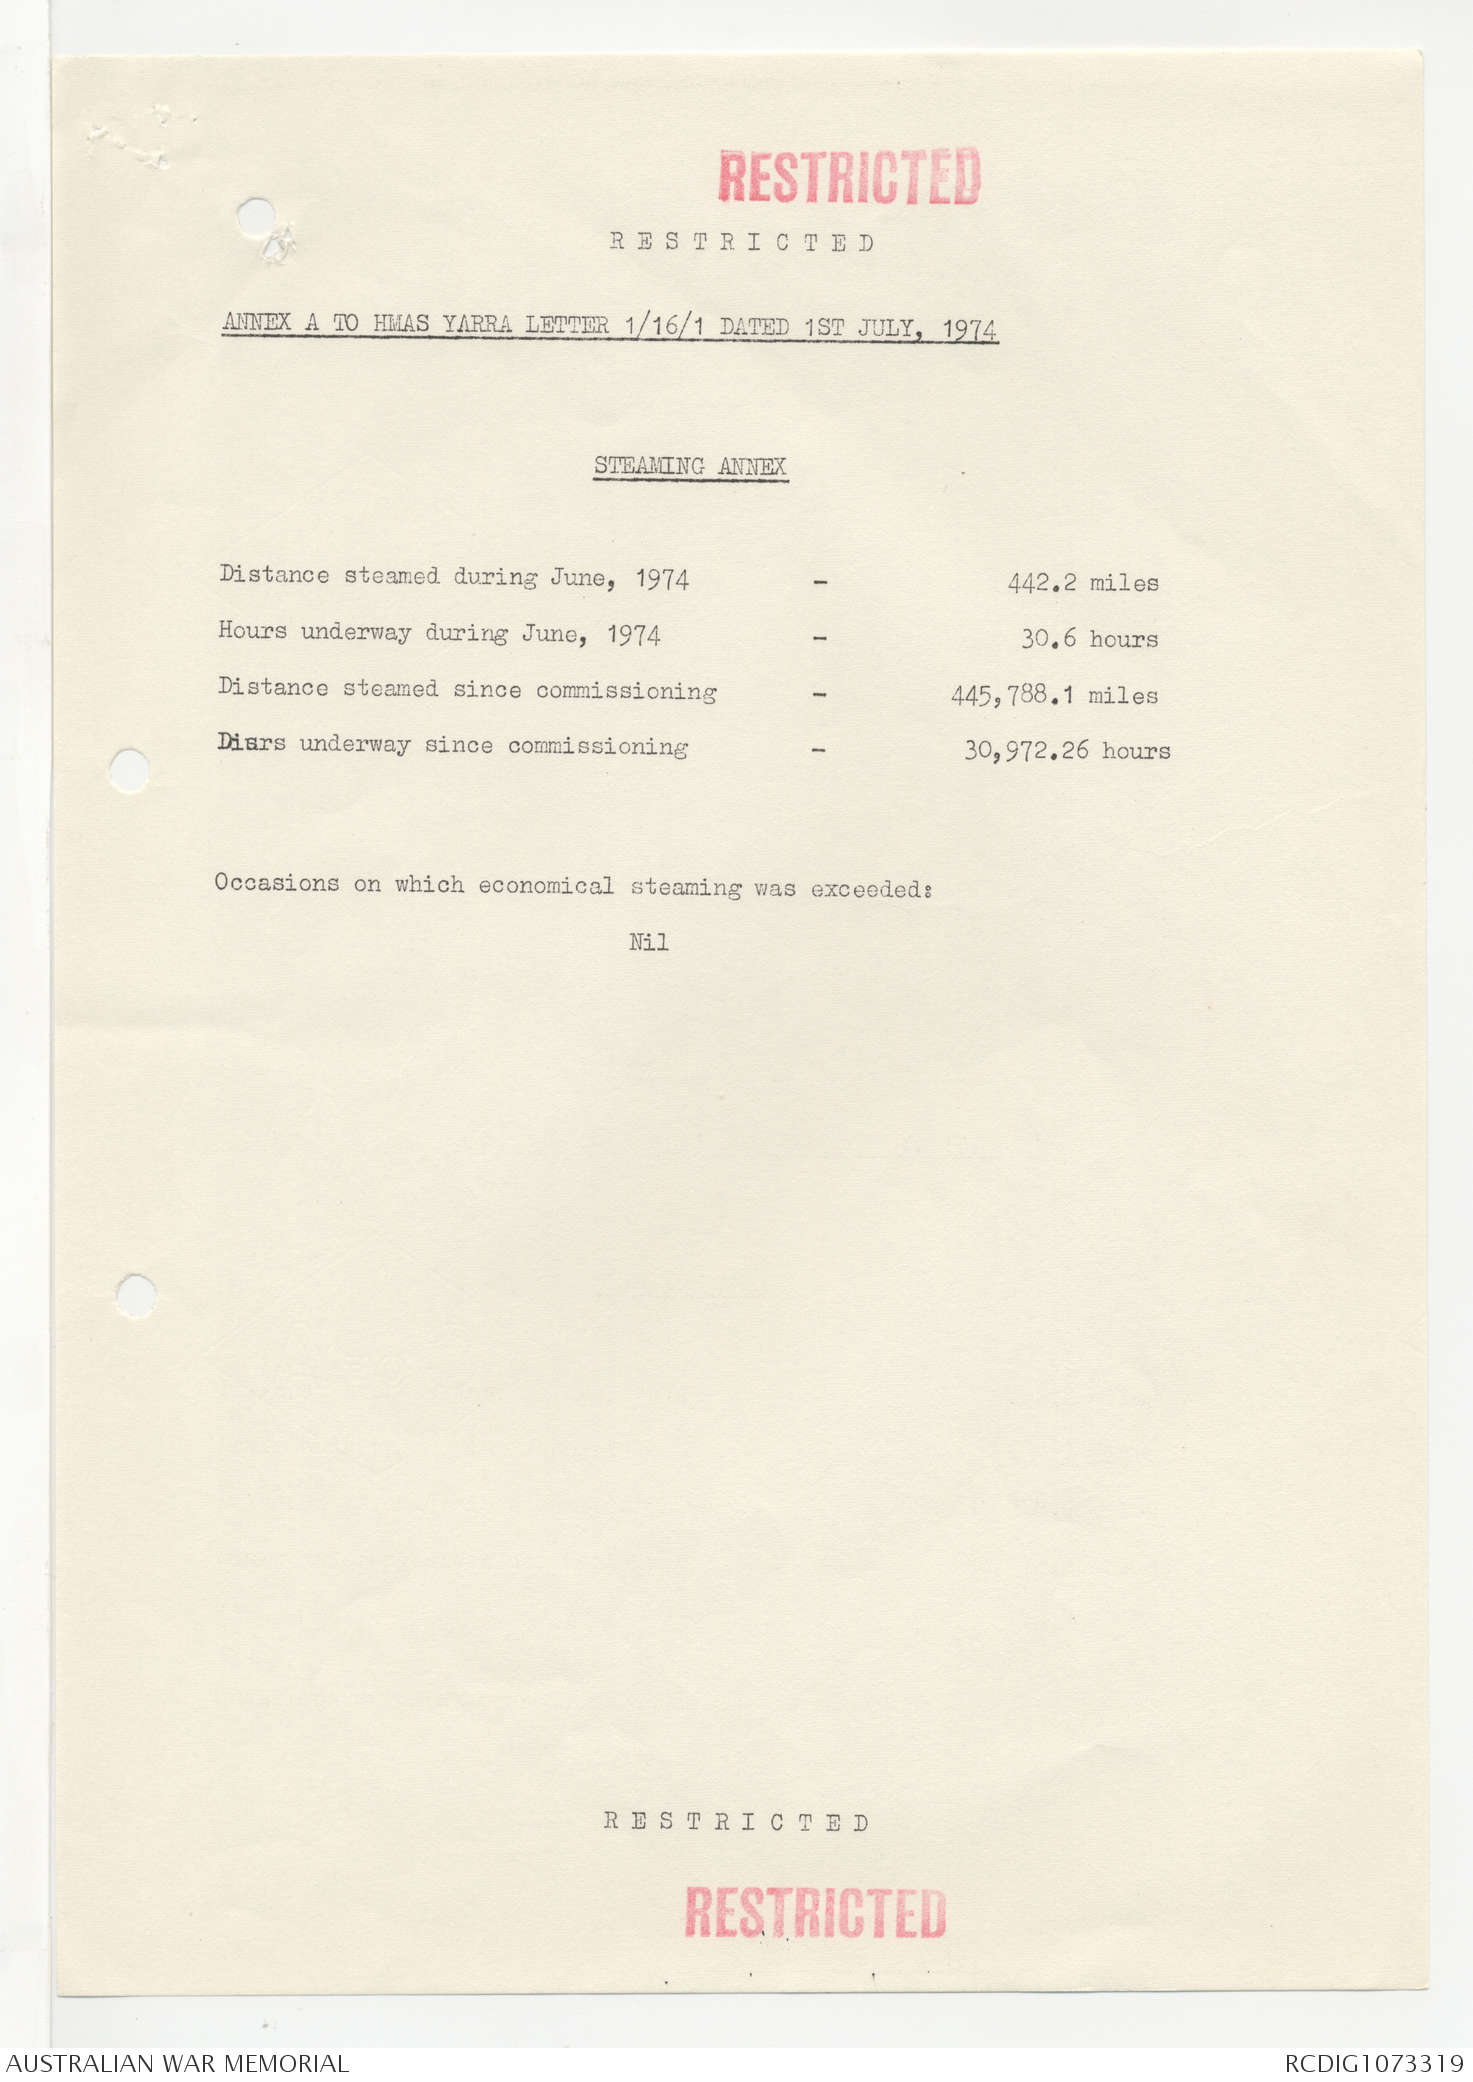 RESTRICTED
R E S T R I C T E D
ANNEX A TO HMAS YARRA LETTER 1/16/1 DATED 1ST JULY, 1974
STEAMING ANNEX
Distance steamed during June, 1974 - 442.2 miles
Hours underway during June, 1974 - 30.6 hours
Distance steamed since commissioning - 445,788.1 miles
underway since commissioning - 30,972.26 hours
Occasions on which economical steaming was exceeded:
Nil
R E S T R I C T E D
RESTRICTED
AUSTRALIAN WAR MEMORIAL
RCDIG1073319